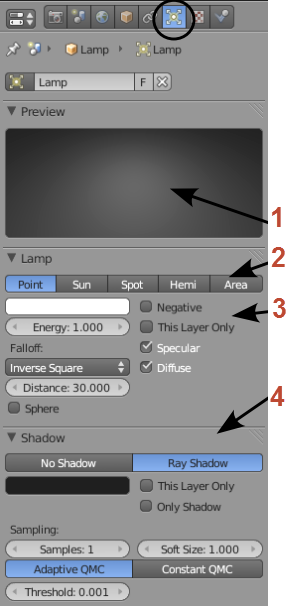 Lamp Lamp
Lamp F
Preview
1
Lamp
2
Point Sun Spot Hemi Area
Negative
3
Energy: 1.000 This Layer Only
Falloff: Specular
Inverse Square Diffuse
Distance: 30.000
4
Sphere
Shadow
No Shadow Ray Shadow
This Layer Only
Only Shadow
Sampling:
Samples: 1 Soft Size: 1.000
Adaptive QMC Constant QMC
Threshold: 0.001